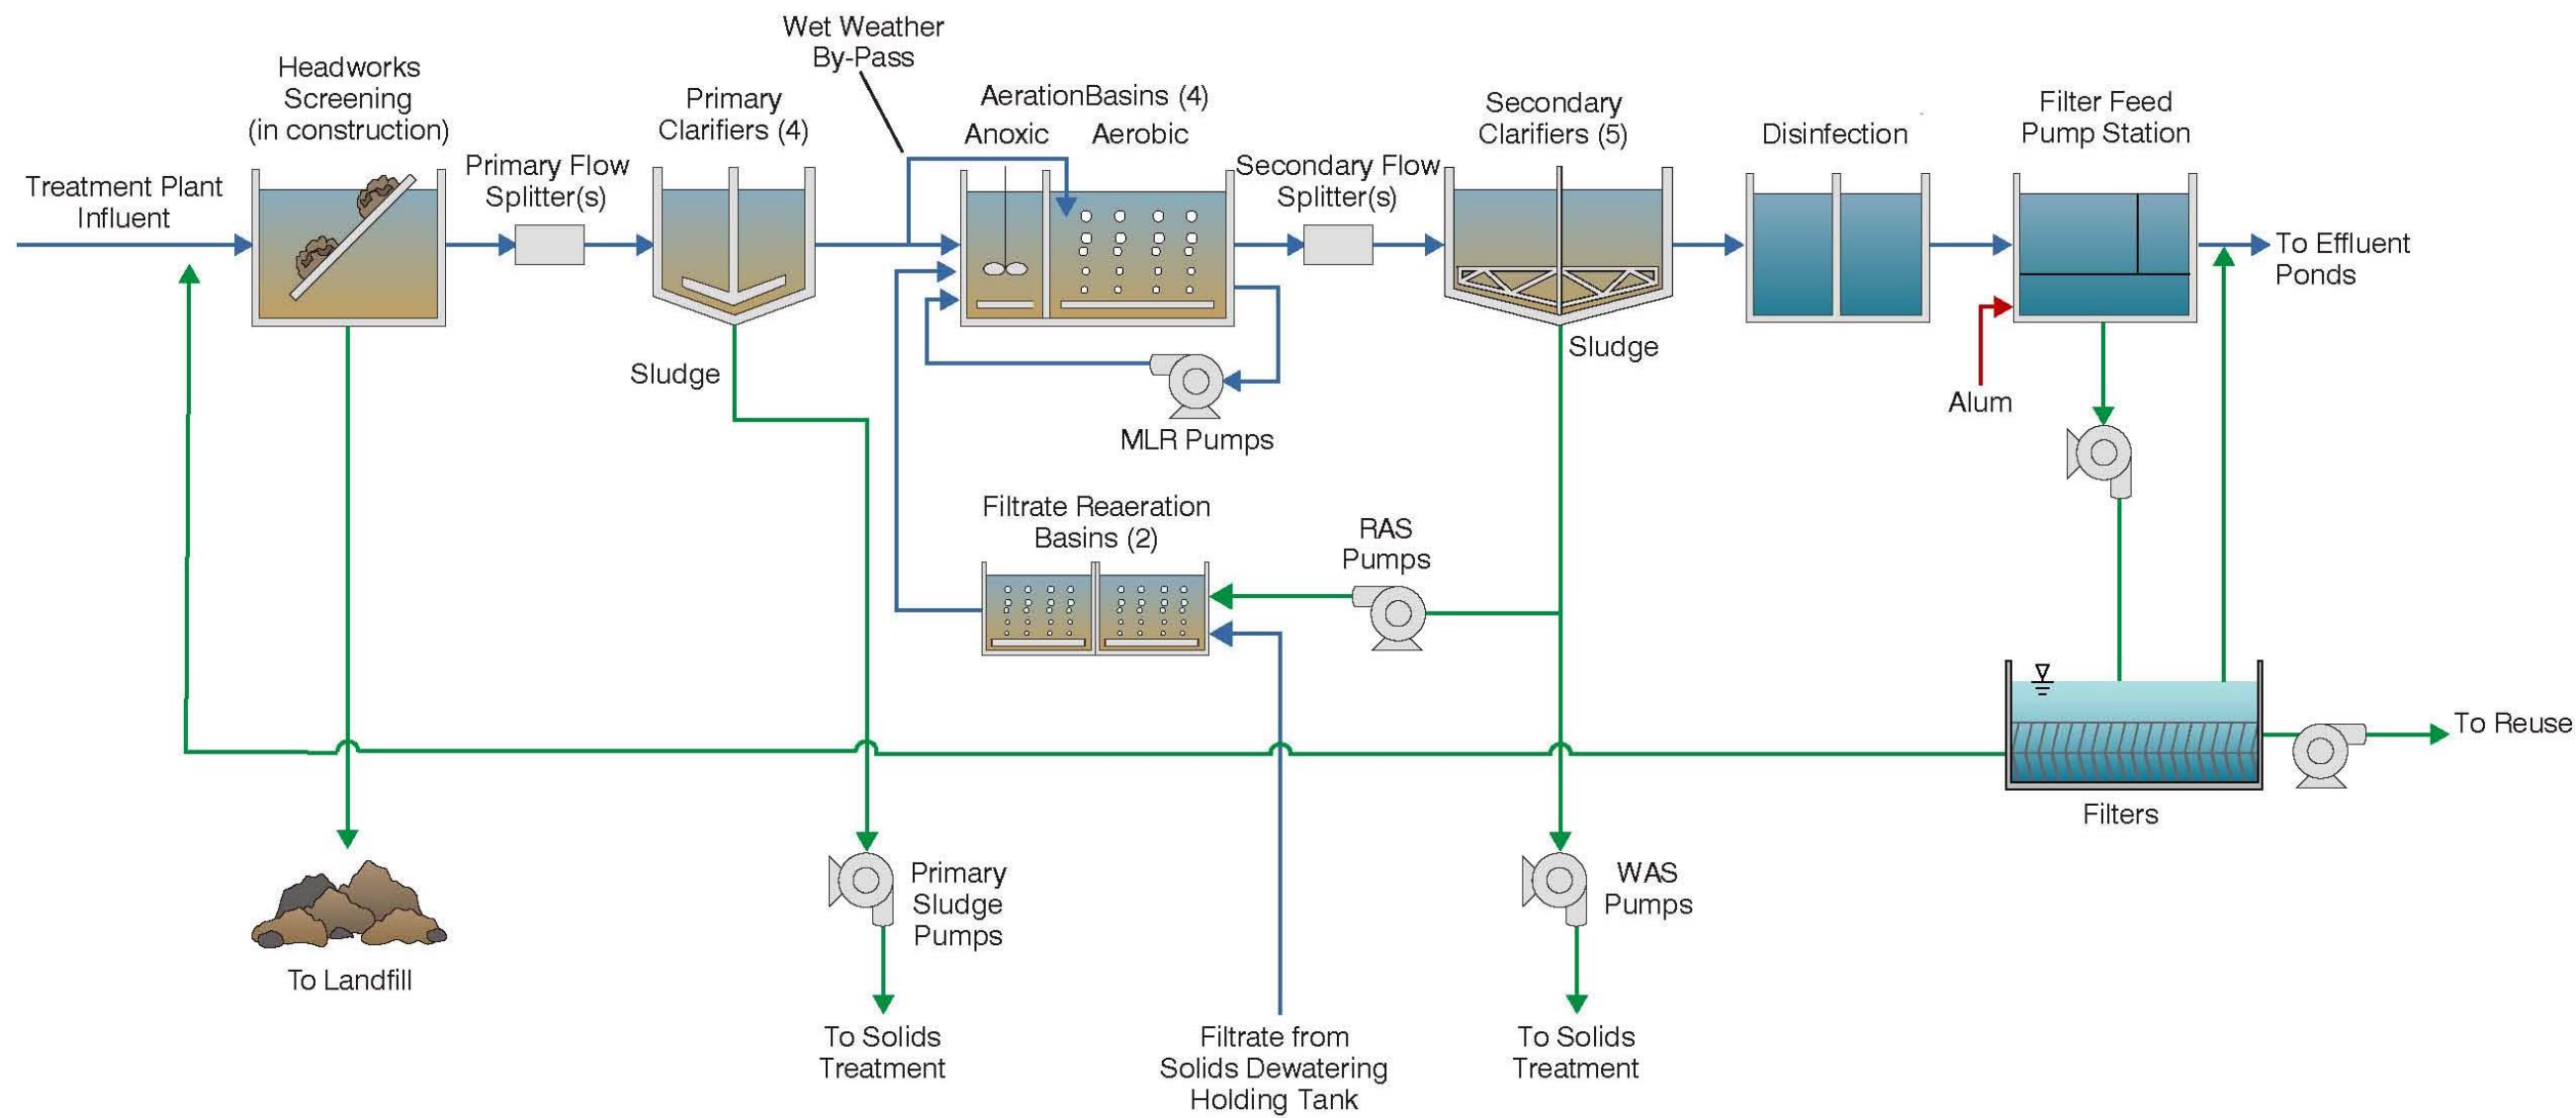 Wet Weather
By-Pass
Headworks
Screening
(in construction)
Primary
Clarifiers (4)
AerationBasins (4)
Anoxic
Aerobic
Secondary
Clarifiers (5)
Disinfection
Filter Feed
Pump Station
Treatment Plant
Influent
Primary Flow
Splitter(s)
Secondary Flow
Splitter(s)
To Effluent
Ponds
Sludge
Sludge
Alum
MLR Pumps
Filtrate Reaeration
Basins (2)
RAS
Pumps
To Reuse
Filters
Primary
Sludge
Pumps
WAS
Pumps
To Landfill
To Solids
Treatment
Filtrate from
Solids Dewatering
Holding Tank
To Solids
Treatment